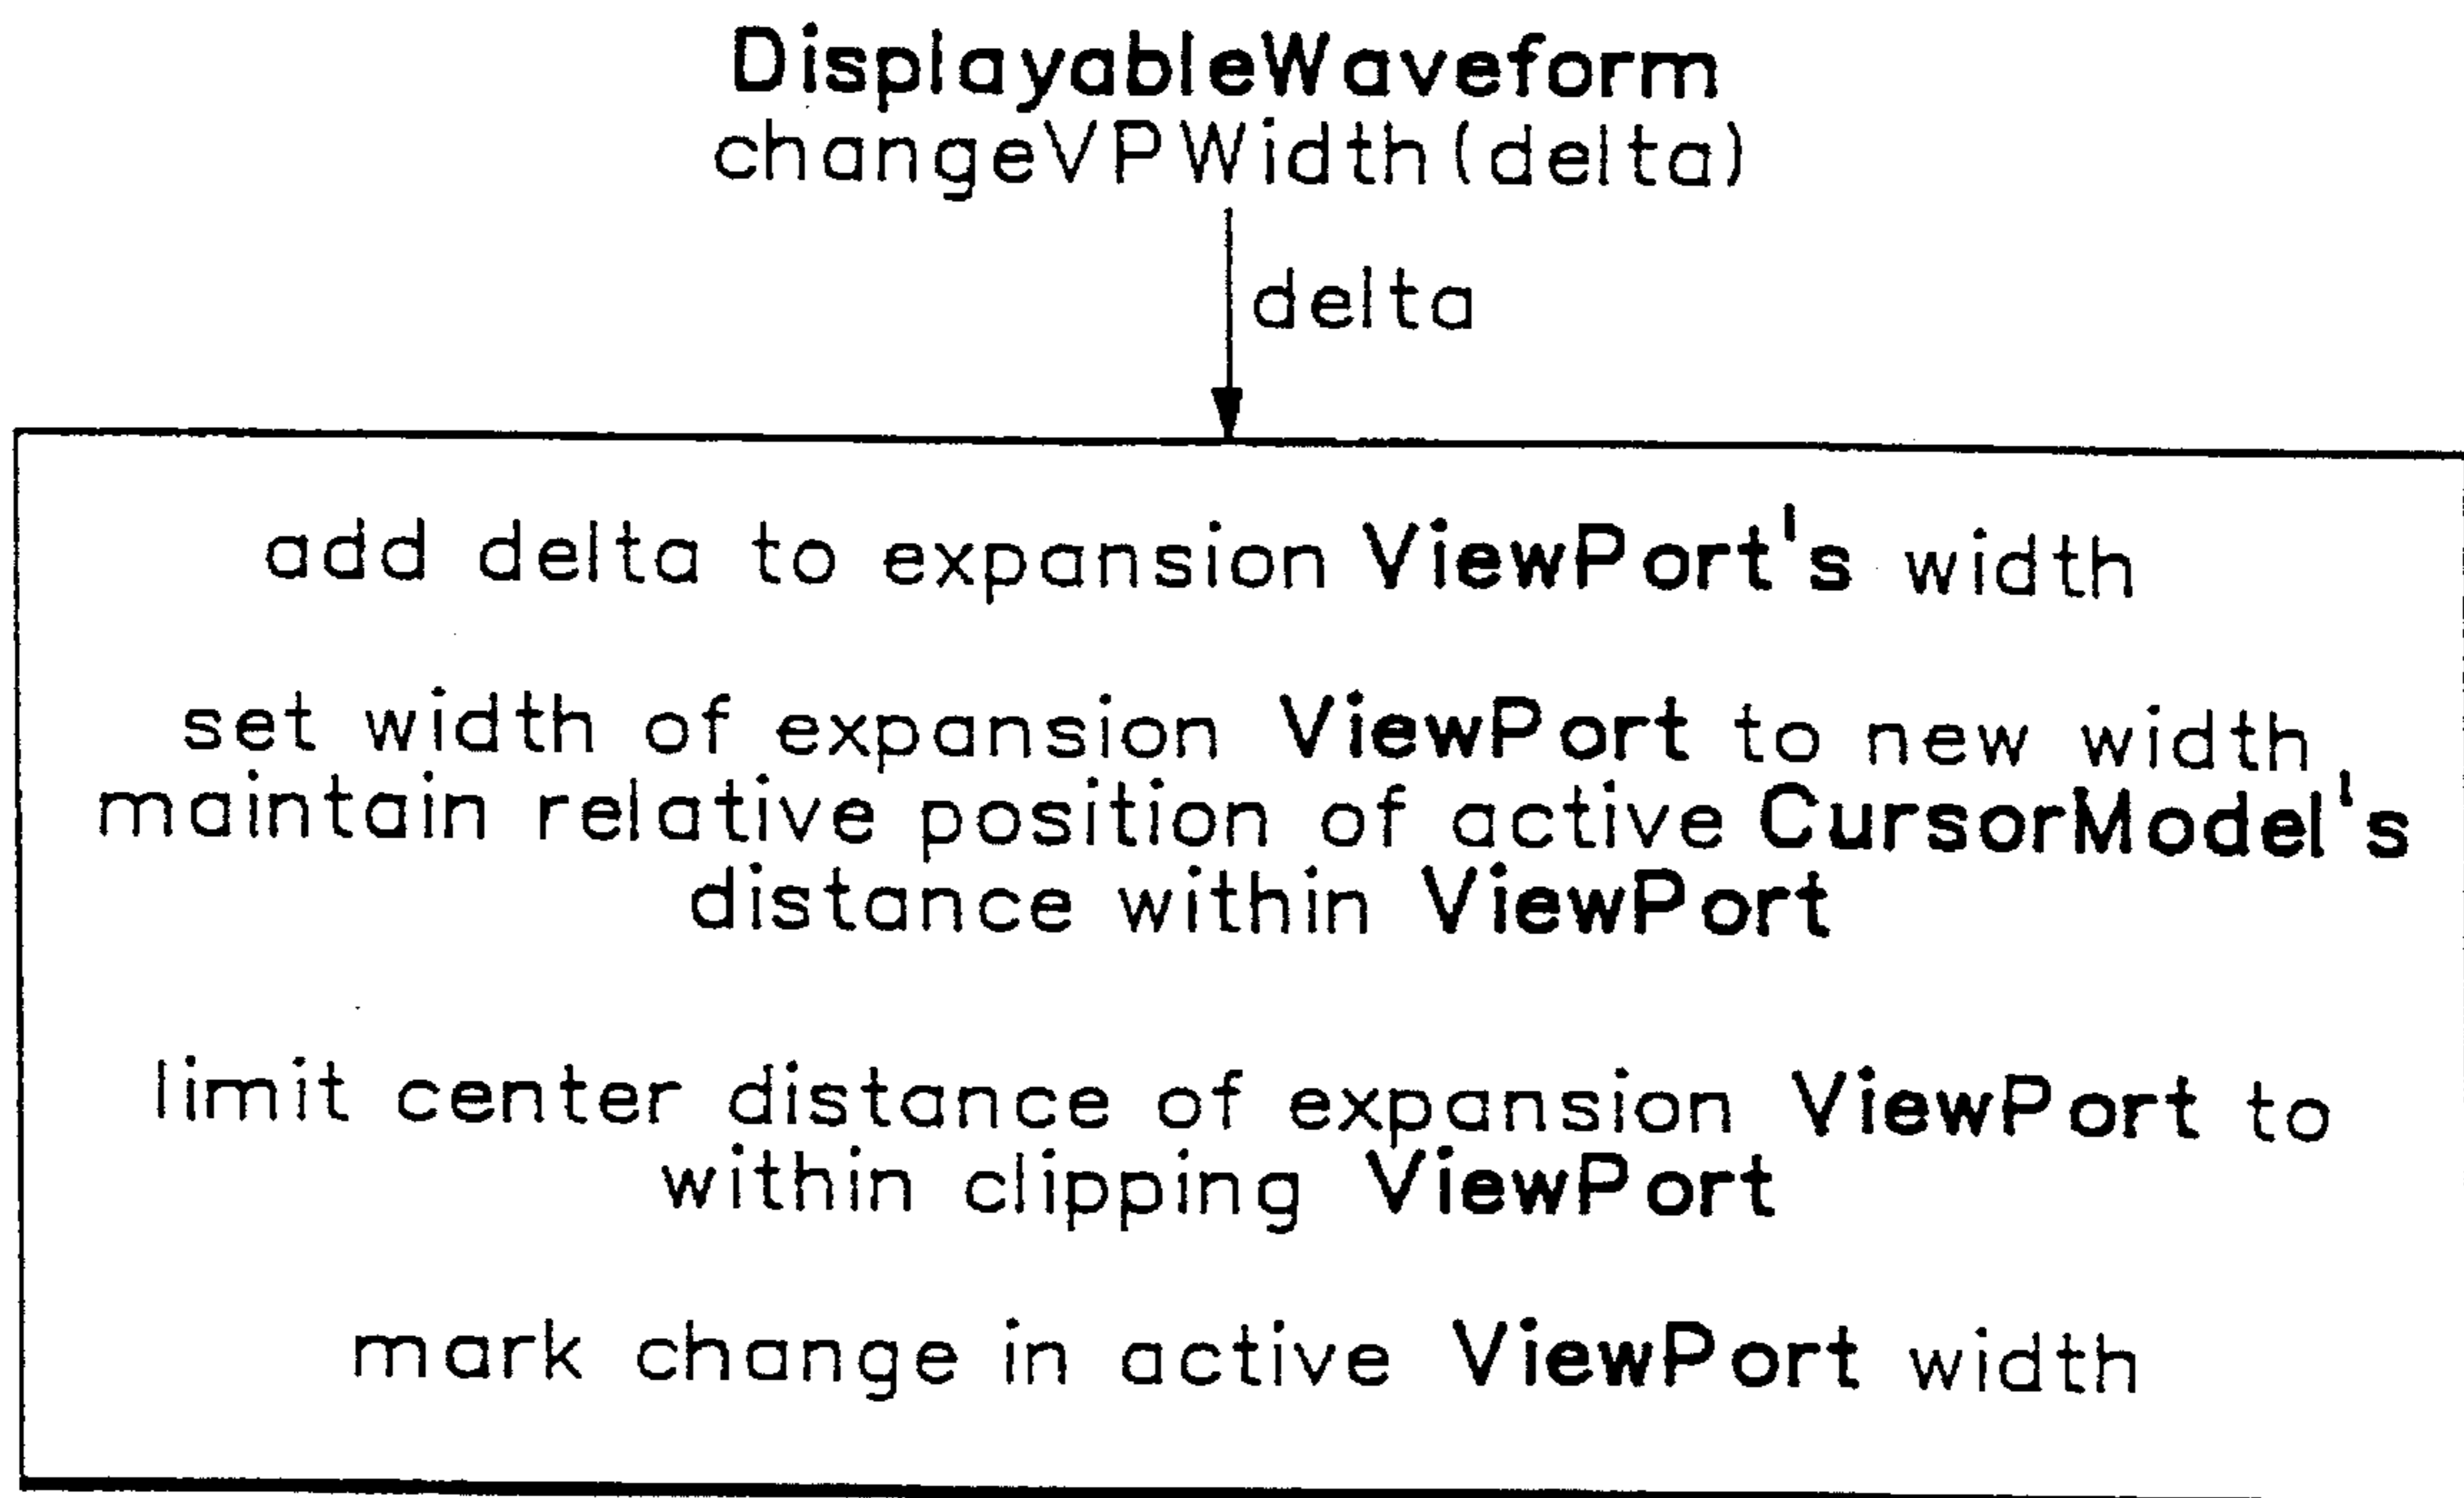 DisplayableWaveform
changeVPWidth(delta)
delta
add delta to expansion ViewPort's width
set width of expansion ViewPort to new width
maintain relative position of active CursorModel's
distance within ViewPort
limit center distance of expansion ViewPort to
within clipping ViewPort
mark change in active ViewPort width